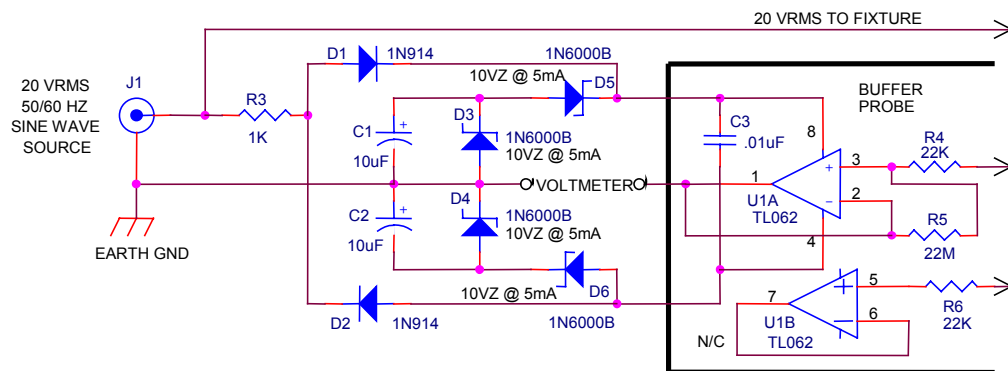 20 VRMS TO FIXTURE
20 VRMS
50/60 HZ
SINE WAVE
SOURCE
J1
EARTH GND
R3
1K
D1
1N914
1N6000B
10VZ @ 5mA
D5
C1
+
10uF
D3
1N6000B
10VZ @ 5mA
VOLTMETER
C2
+
10uF
D4
1N6000B
10VZ @ 5mA
10VZ @ 5mA
D6
1N6000B
D2
1N914
BUFFER
PROBE
C3
.01uF
8
1
+
3
-
2
U1A
TL062
4
R4
22K
R5
22M
7
5
6
U1B
TL062
R6
22K
N/C